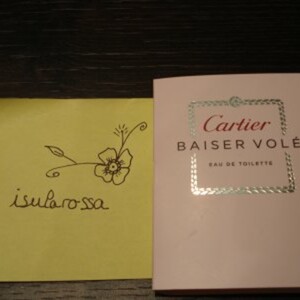 isularossa
Cartier
BAISER VOLÉ
EAU DE TOILETTE